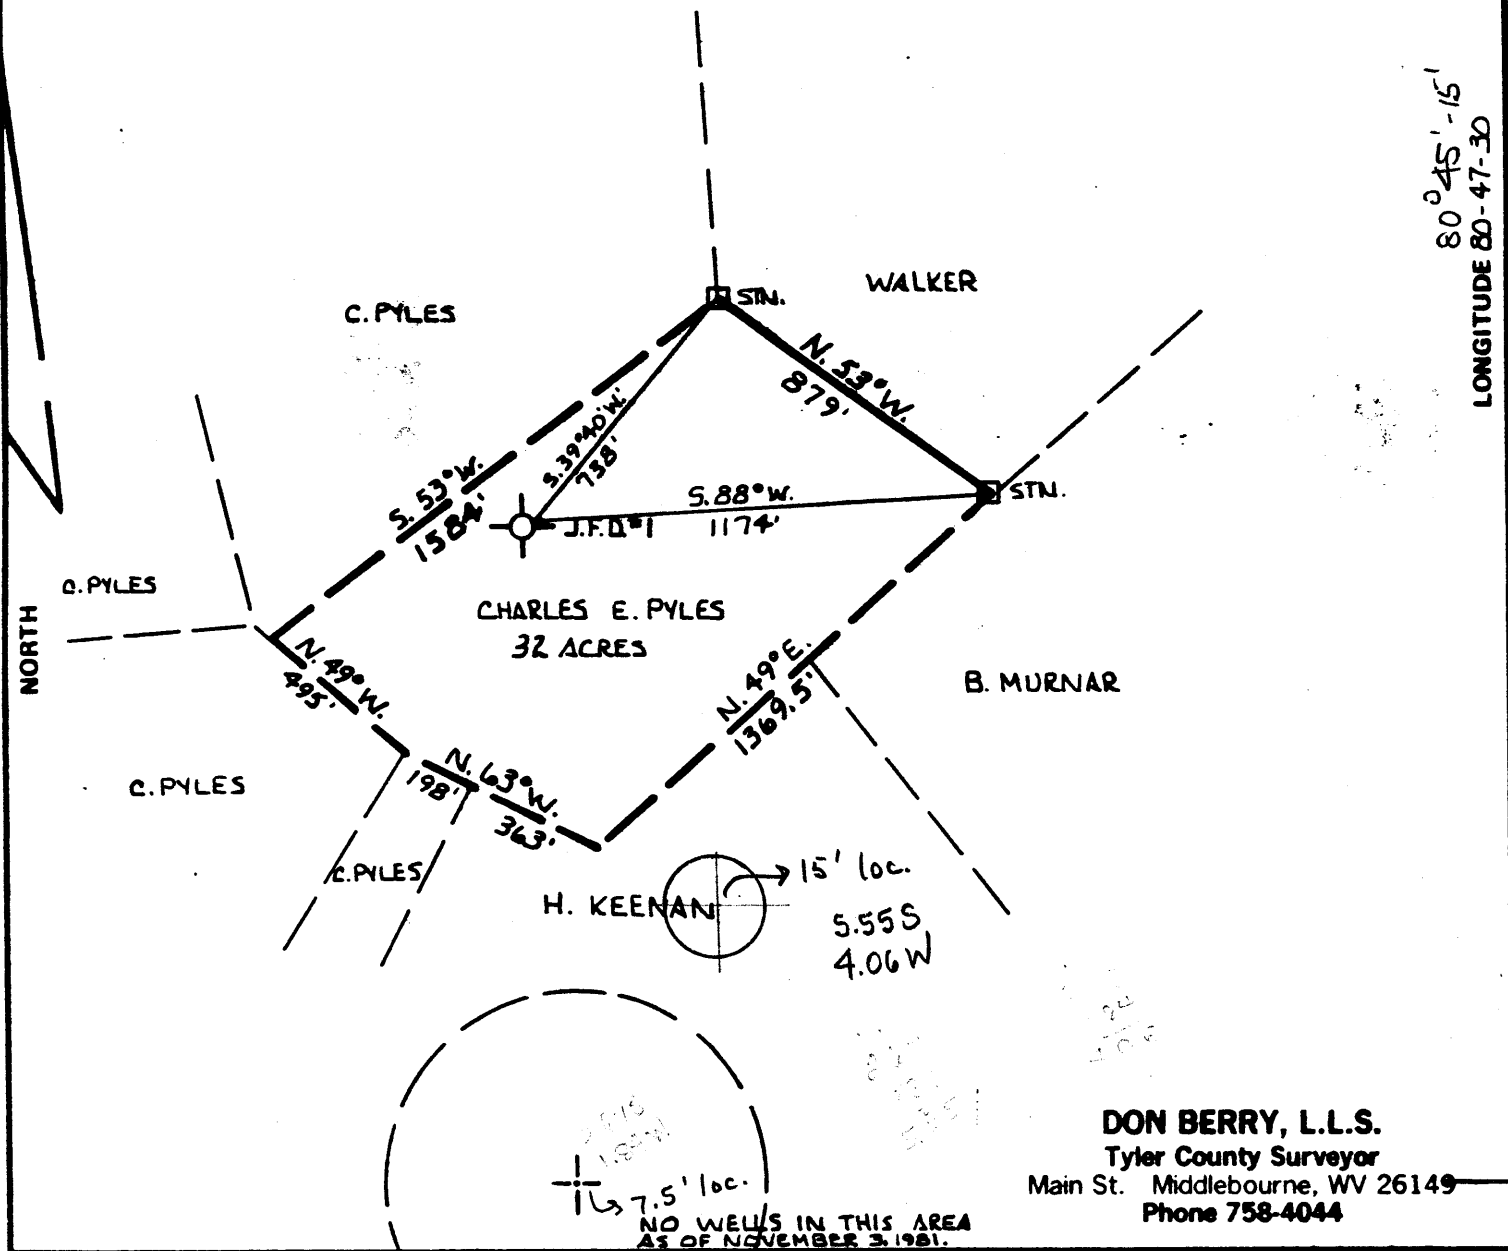 80°45'-15'
LONGITUDE 80-47-30
WALKER
STN.
C. PYLES
N. 53° W.
879'
S. 39°40' W.
738'
S. 53° W.
1584'
S. 88° W.
1174'
STN.
J.F.D.#1
C. PYLES
CHARLES E. PYLES
32 ACRES
NORTH
N. 49° W.
495'
N. 49° E.
1369.5'
B. MURNAR
C. PYLES
N. 63° W.
198'
363'
C. PYLES
H. KEENAN
15' loc.
5.55 S
4.06 W
7.5' loc.
NO WELLS IN THIS AREA
AS OF NOVEMBER 3, 1981.
DON BERRY, L.L.S.
Tyler County Surveyor
Main St. Middlebourne, WV 26149
Phone 758-4044